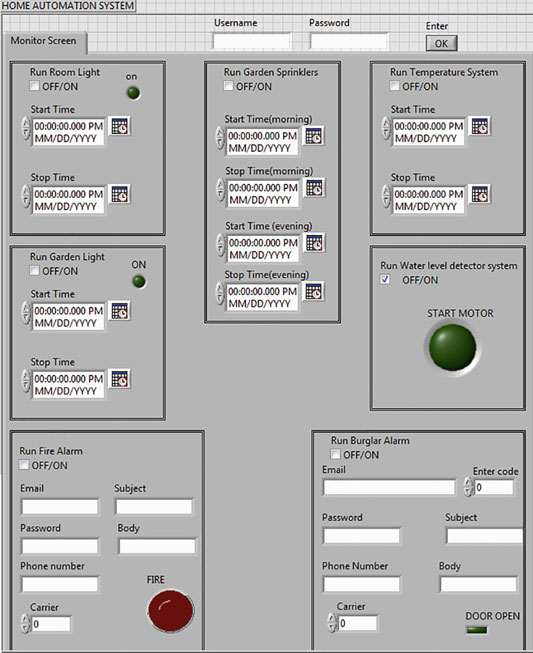 HOME AUTOMATION SYSTEM
Username
Password
Enter
OK
Monitor Screen
Run Room Light
OFF/ON
on
Start Time
00:00:00.000 PM
MM/DD/YYYY
Stop Time
00:00:00.000 PM
MM/DD/YYYY
Run Garden Sprinklers
OFF/ON
Start Time(morning)
00:00:00.000 PM
MM/DD/YYYY
Stop Time(morning)
00:00:00.000 PM
MM/DD/YYYY
Start Time (evening)
00:00:00.000 PM
MM/DD/YYYY
Stop Time(evening)
00:00:00.000 PM
MM/DD/YYYY
Run Temperature System
OFF/ON
Start Time
00:00:00.000 PM
MM/DD/YYYY
Stop Time
00:00:00.000 PM
MM/DD/YYYY
Run Garden Light
OFF/ON
ON
Start Time
00:00:00.000 PM
MM/DD/YYYY
Stop Time
00:00:00.000 PM
MM/DD/YYYY
Run Water level detector system
OFF/ON
START MOTOR
Run Fire Alarm
OFF/ON
Email
Subject
Password
Body
Phone number
FIRE
Carrier
0
Run Burglar Alarm
OFF/ON
Email
Enter code
0
Password
Subject
Phone Number
Body
Carrier
0
DOOR OPEN